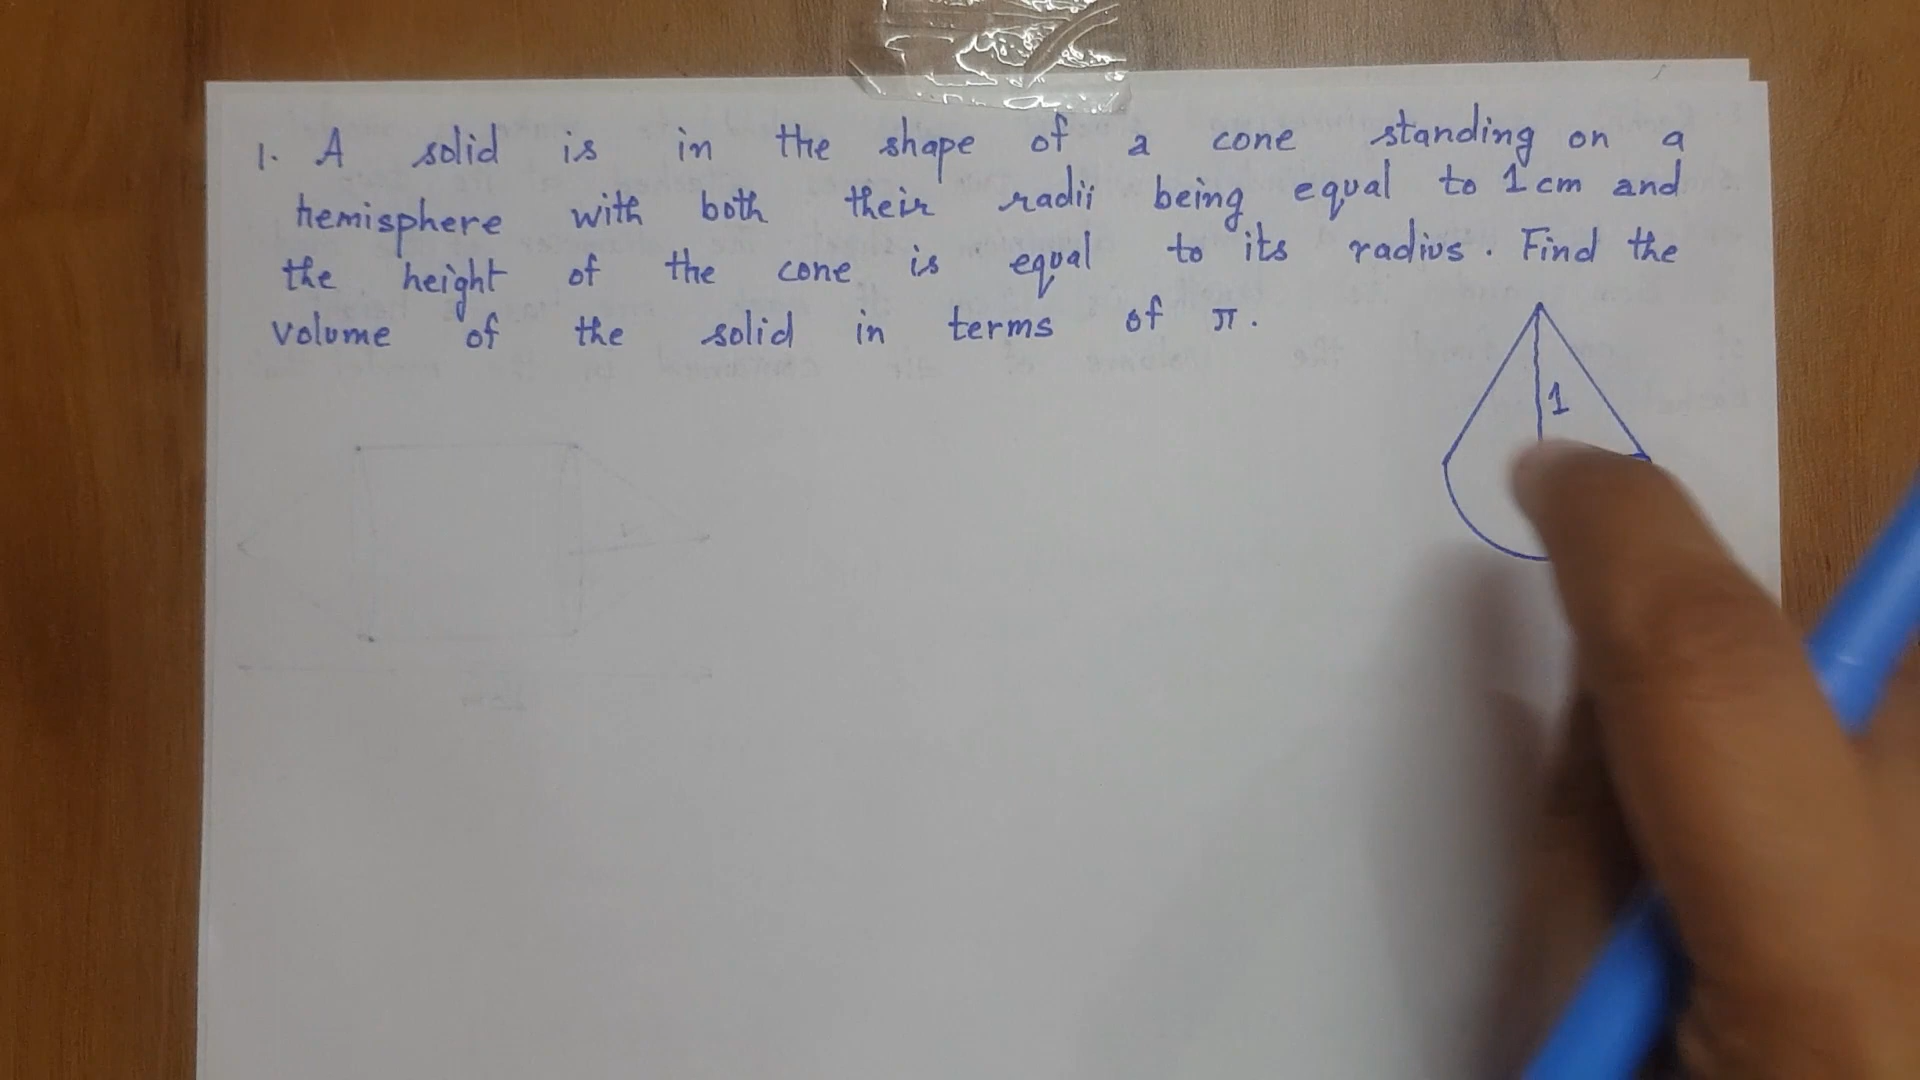 1. A solid is in the shape of a cone standing on a
hemisphere with both their radii being equal to 1 cm and
the height of the cone is equal to its radius. Find the
volume of the solid in terms of π.
1